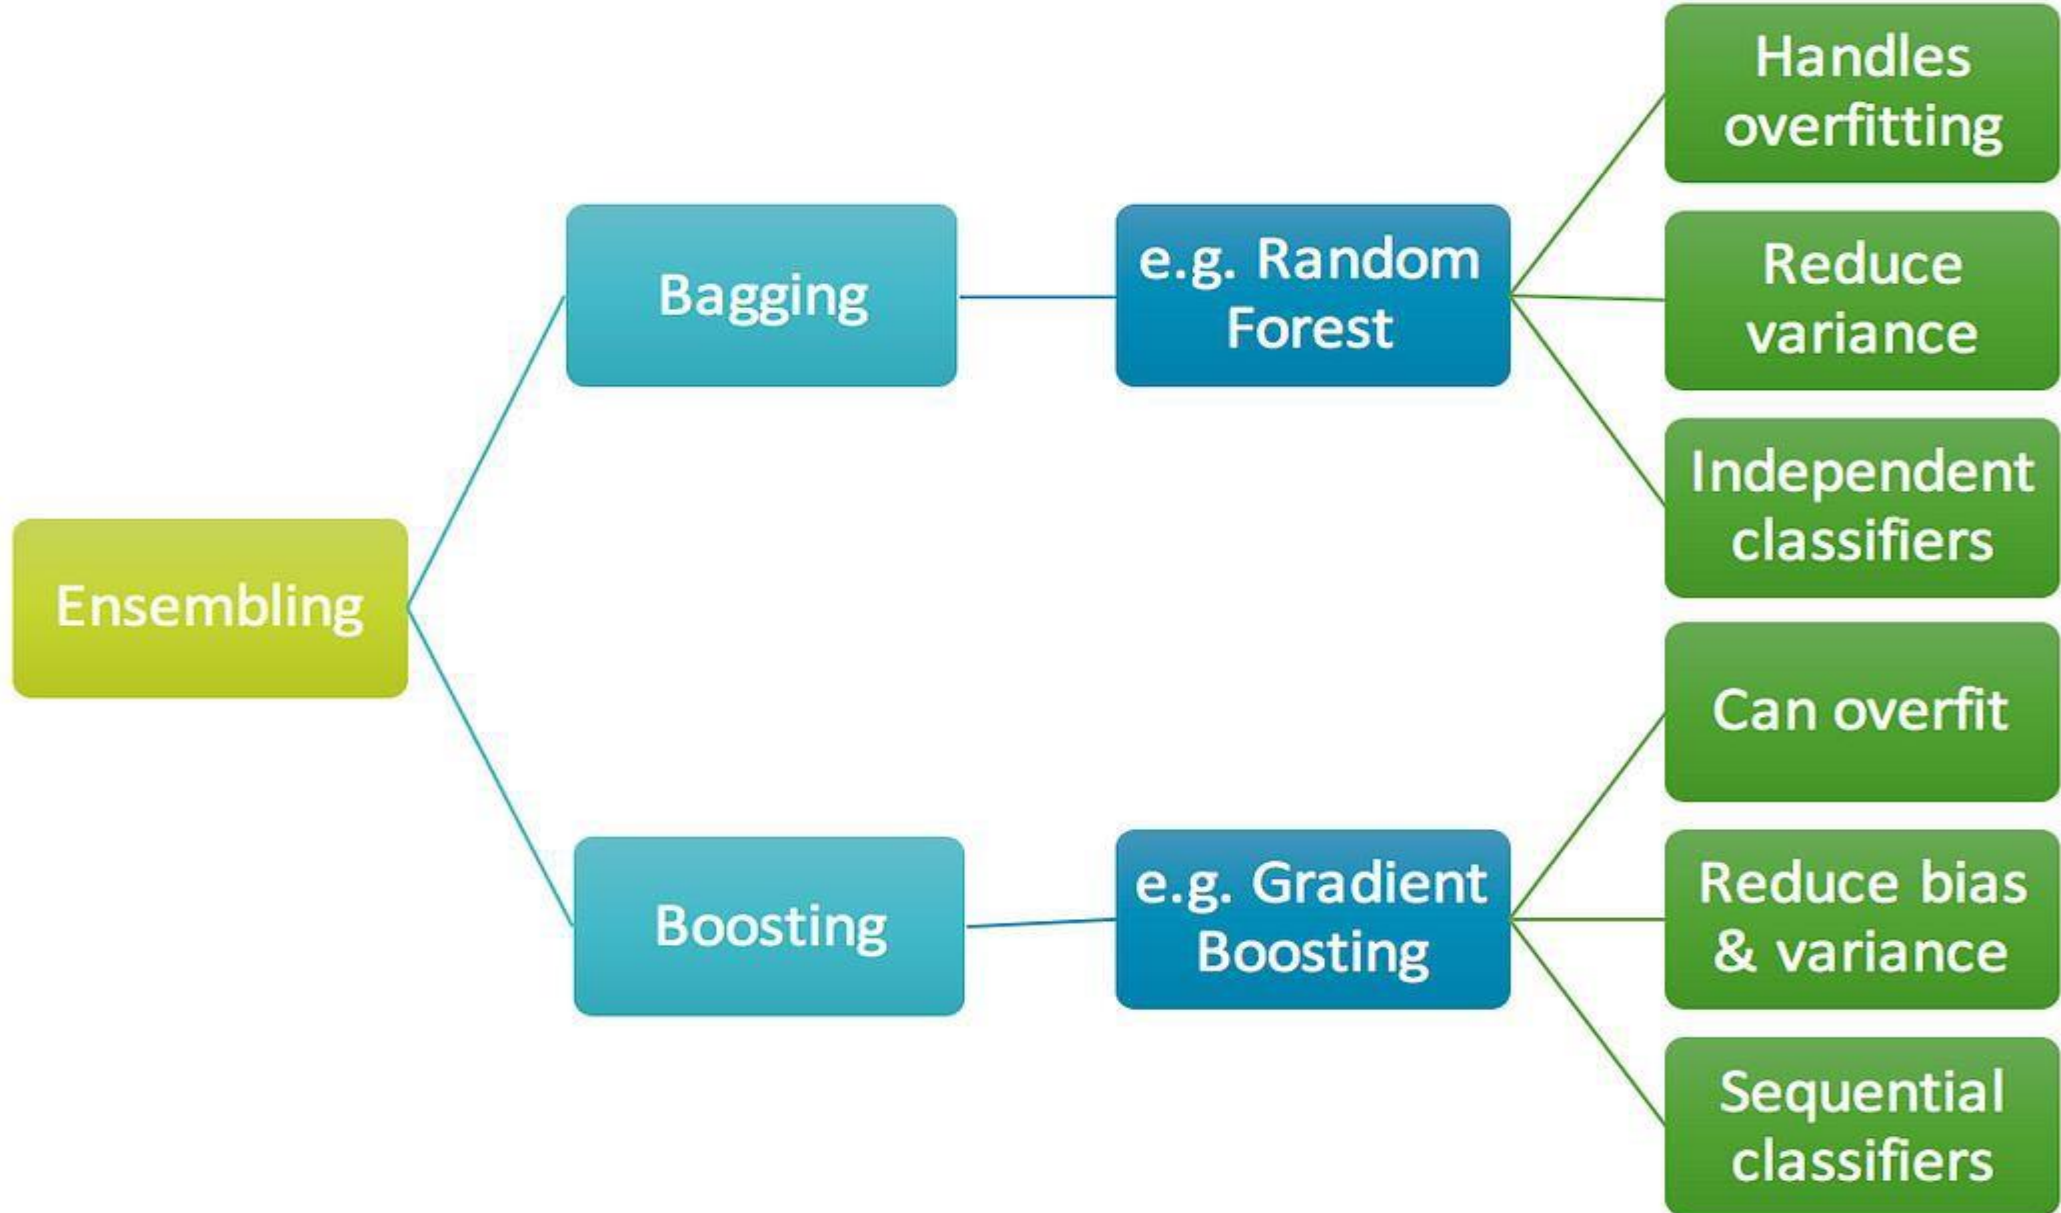 Ensembling
Bagging
e.g. Random
Forest
Handles
overfitting
Reduce
variance
Independent
classifiers
Boosting
e.g. Gradient
Boosting
Can overfit
Reduce bias
& variance
Sequential
classifiers